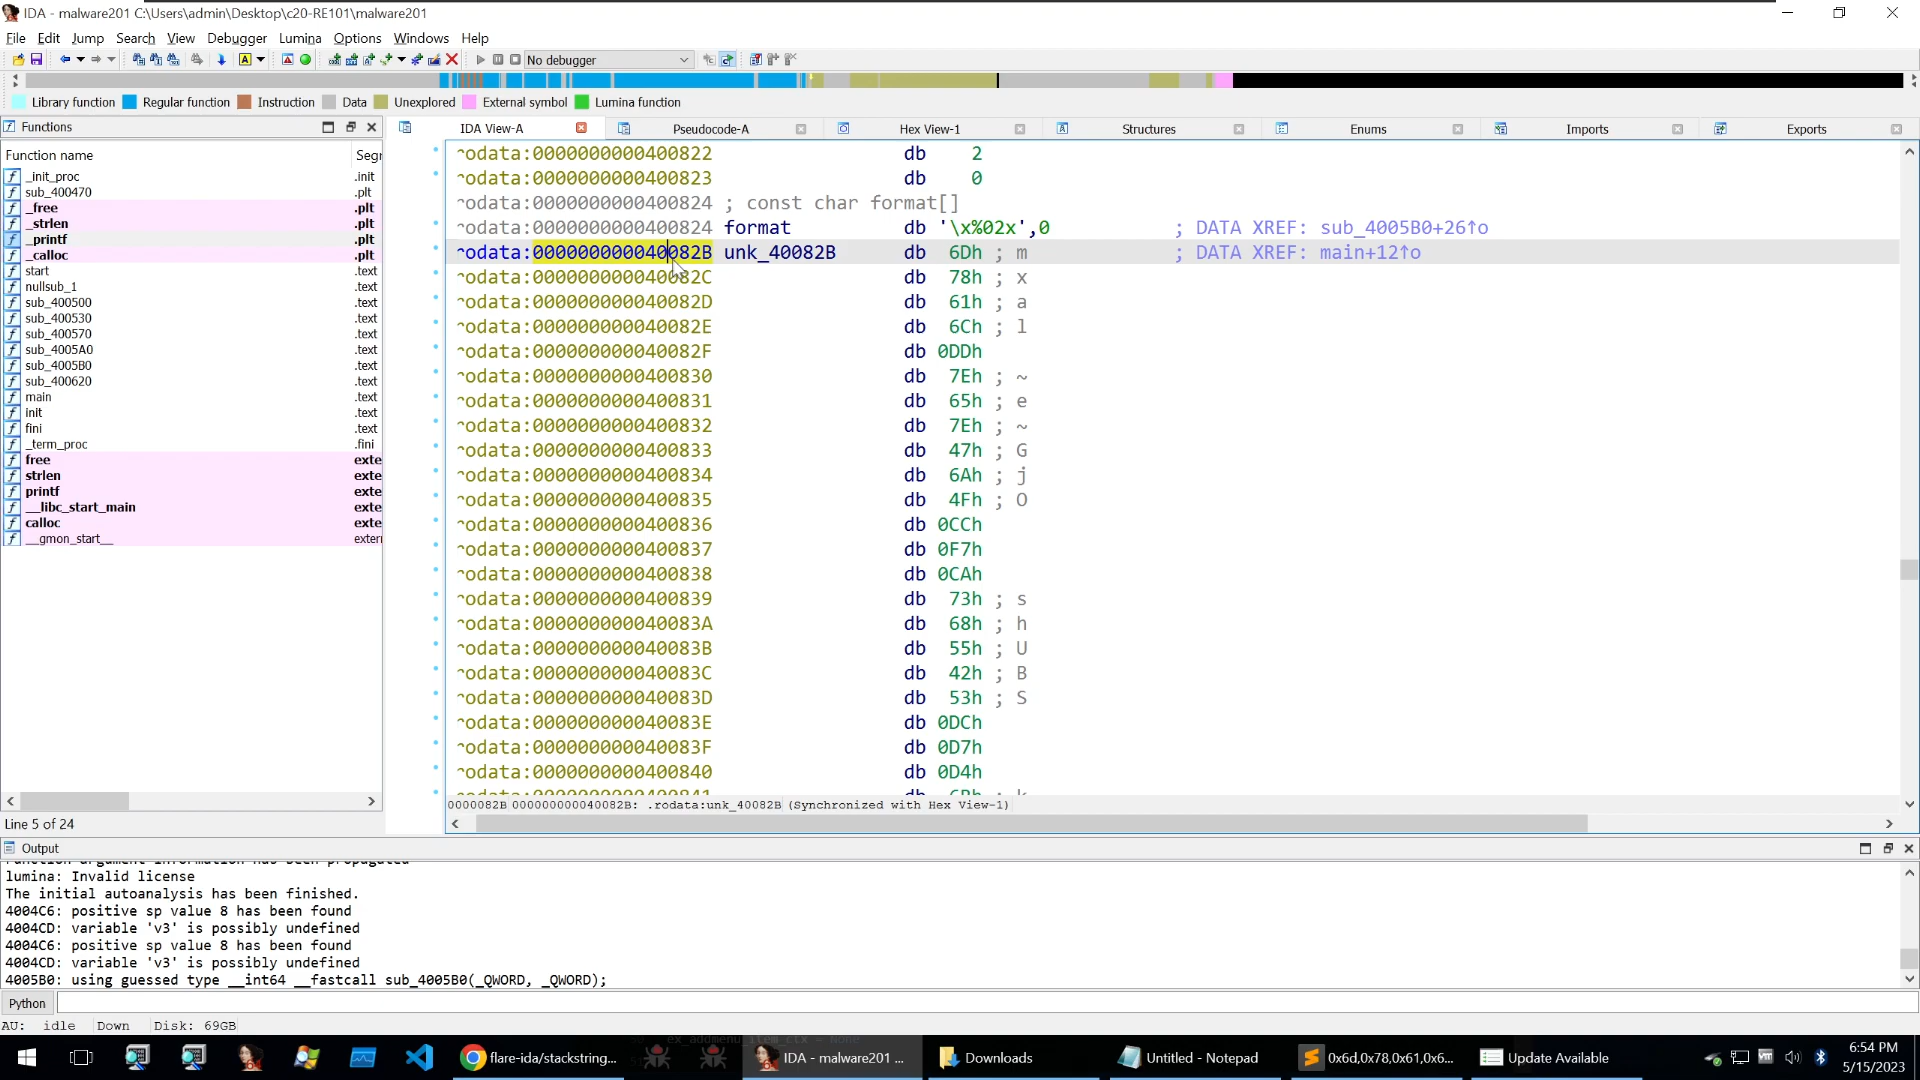 IDA - malware201 C:\Users\admin\Desktop\c20-RE101\malware201
File Edit Jump Search View Debugger Lumina Options Windows Help
No debugger
Library function Regular function Instruction Data Unexplored External symbol Lumina function
Functions
IDA View-A Pseudocode-A Hex View-1 Structures Enums Imports Exports
Function name Segr
_init_proc .init
sub_400470 .plt
_free .plt
_strlen .plt
_printf .plt
_calloc .plt
start .text
nullsub_1 .text
sub_400500 .text
sub_400530 .text
sub_400570 .text
sub_4005A0 .text
sub_4005B0 .text
sub_400620 .text
main .text
init .text
fini .text
_term_proc .fini
free exte
strlen exte
printf exte
__libc_start_main exte
calloc exte
__gmon_start__ exter
Line 5 of 24
rodata:0000000000400822 db 2
rodata:0000000000400823 db 0
rodata:0000000000400824 ; const char format[]
rodata:0000000000400824 format db '\x%02x',0 ; DATA XREF: sub_4005B0+26↑o
rodata:000000000040082B unk_40082B db 6Dh ; m ; DATA XREF: main+12↑o
rodata:000000000040082C db 78h ; x
rodata:000000000040082D db 61h ; a
rodata:000000000040082E db 6Ch ; l
rodata:000000000040082F db 0DDh
rodata:0000000000400830 db 7Eh ; ~
rodata:0000000000400831 db 65h ; e
rodata:0000000000400832 db 7Eh ; ~
rodata:0000000000400833 db 47h ; G
rodata:0000000000400834 db 6Ah ; j
rodata:0000000000400835 db 4Fh ; O
rodata:0000000000400836 db 0CCh
rodata:0000000000400837 db 0F7h
rodata:0000000000400838 db 0CAh
rodata:0000000000400839 db 73h ; s
rodata:000000000040083A db 68h ; h
rodata:000000000040083B db 55h ; U
rodata:000000000040083C db 42h ; B
rodata:000000000040083D db 53h ; S
rodata:000000000040083E db 0DCh
rodata:000000000040083F db 0D7h
rodata:0000000000400840 db 0D4h
rodata:0000000000400841 db 6Bh ; k
0000082B 000000000040082B: .rodata:unk_40082B (Synchronized with Hex View-1)
Output
Function argument information has been propagated
lumina: Invalid license
The initial autoanalysis has been finished.
4004C6: positive sp value 8 has been found
4004CD: variable 'v3' is possibly undefined
4004C6: positive sp value 8 has been found
4004CD: variable 'v3' is possibly undefined
4005B0: using guessed type __int64 __fastcall sub_4005B0(_QWORD, _QWORD);
Python
AU: idle Down Disk: 69GB
flare-ida/stackstring... IDA - malware201 ... Downloads Untitled - Notepad 0x6d,0x78,0x61,0x6... Update Available
6:54 PM
5/15/2023